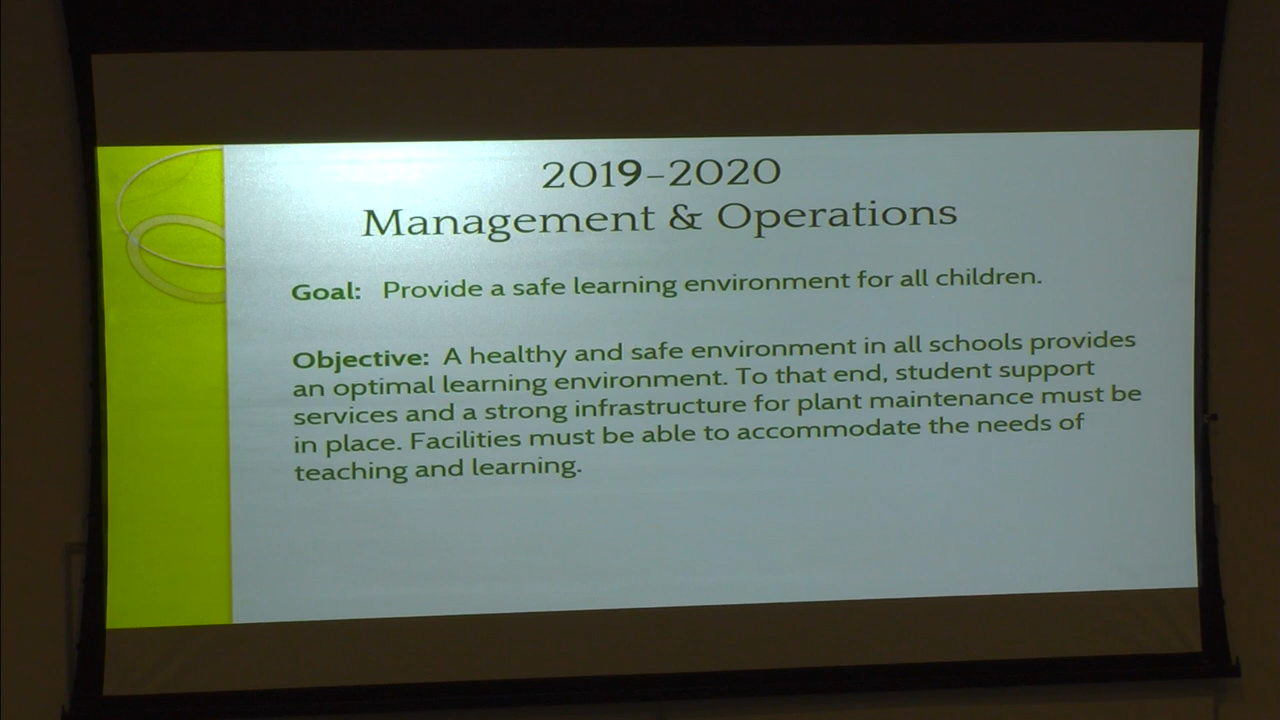 2019–2020
Management & Operations
Goal: Provide a safe learning environment for all children.
Objective: A healthy and safe environment in all schools provides
an optimal learning environment. To that end, student support
services and a strong infrastructure for plant maintenance must be
in place. Facilities must be able to accommodate the needs of
teaching and learning.